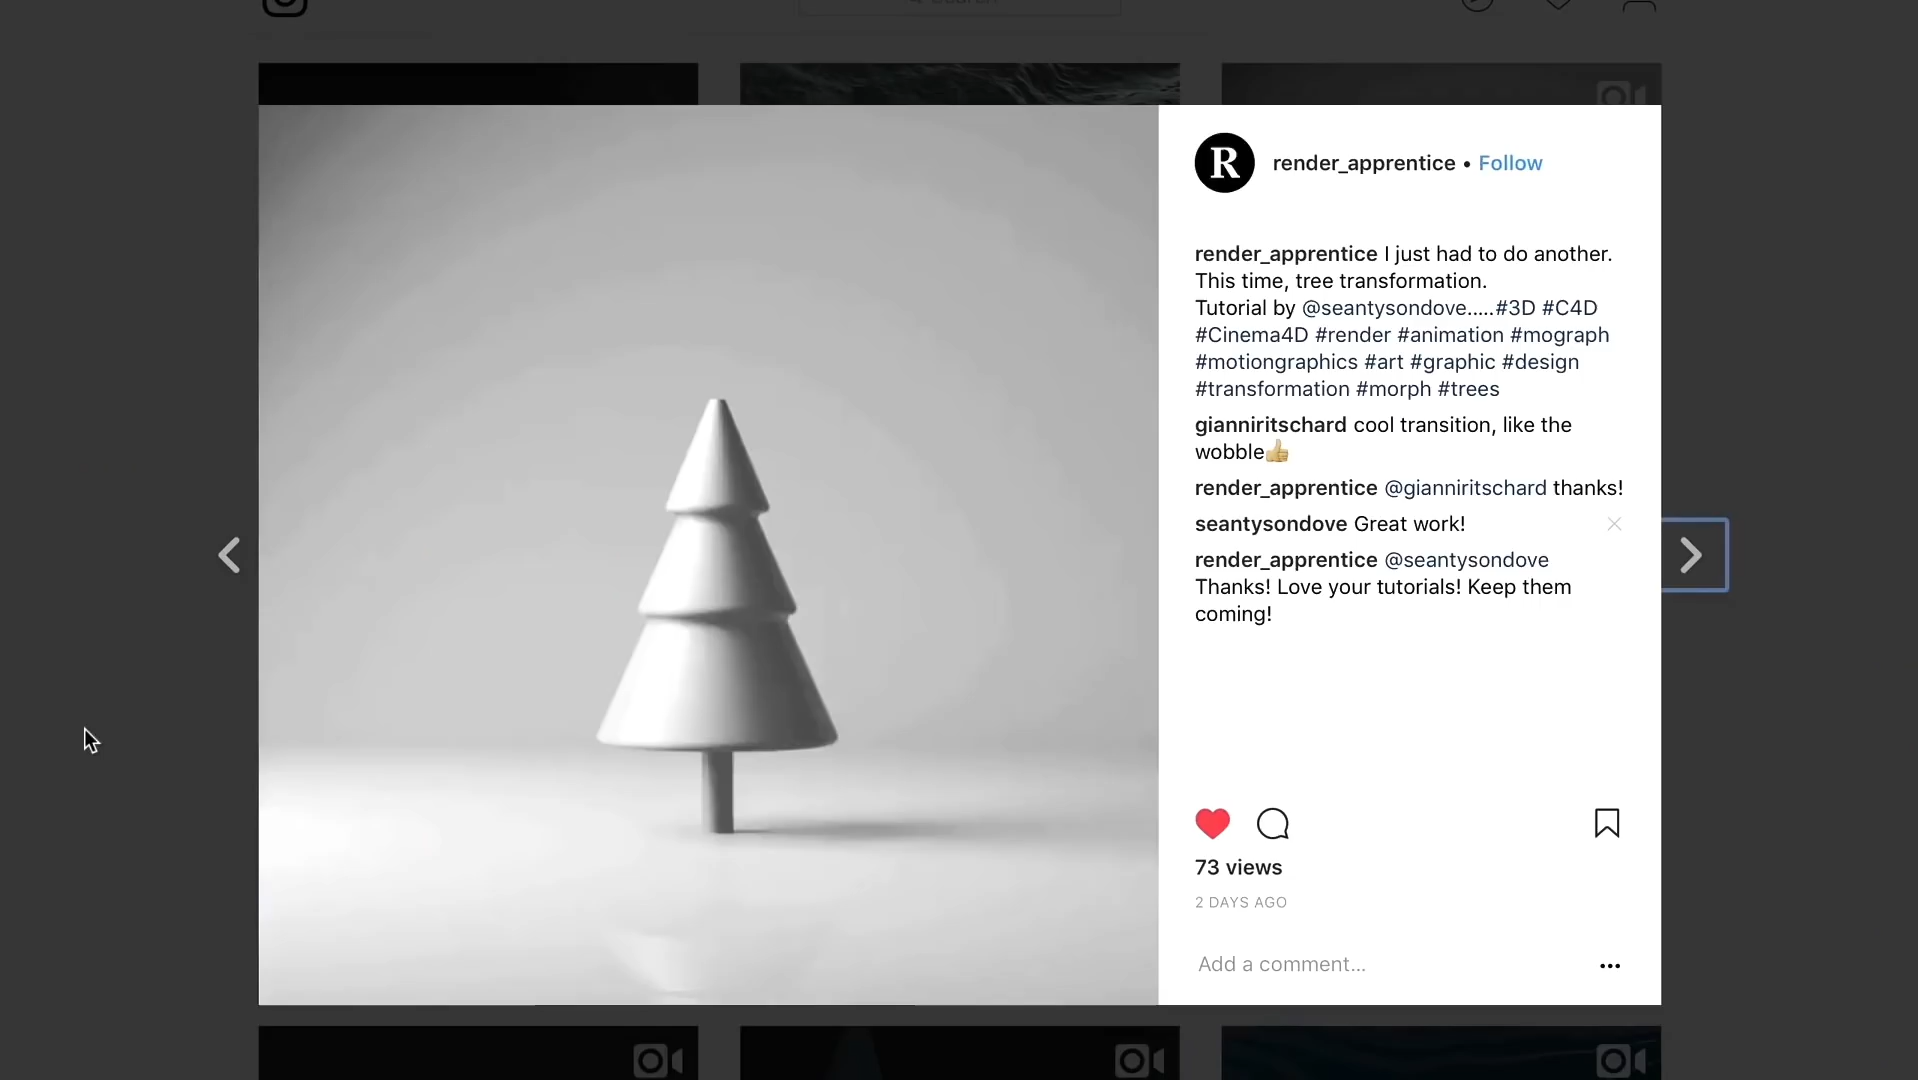 Search
R
render_apprentice • Follow
render_apprentice I just had to do another.
This time, tree transformation.
Tutorial by @seantysondove.....#3D #C4D
#Cinema4D #render #animation #mograph
#motiongraphics #art #graphic #design
#transformation #morph #trees
gianniritschard cool transition, like the
wobble👍🏼
render_apprentice @gianniritschard thanks!
seantysondove Great work!
render_apprentice @seantysondove
Thanks! Love your tutorials! Keep them
coming!
73 views
2 DAYS AGO
Add a comment...